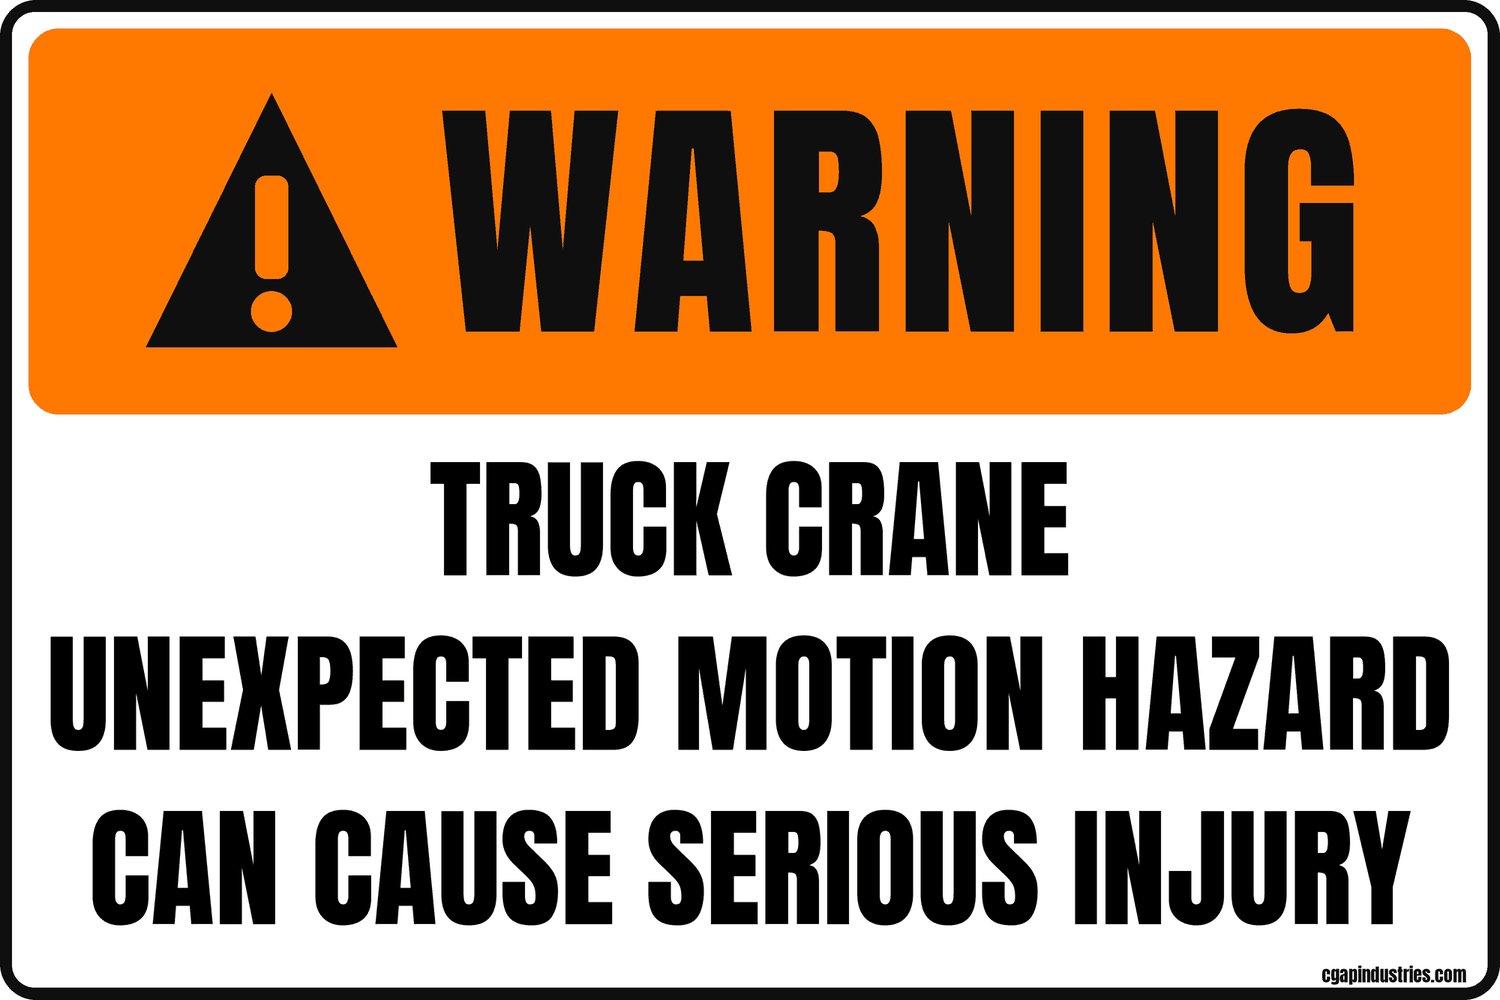 WARNING
TRUCK CRANE
UNEXPECTED MOTION HAZARD
CAN CAUSE SERIOUS INJURY
cgapindustries.com